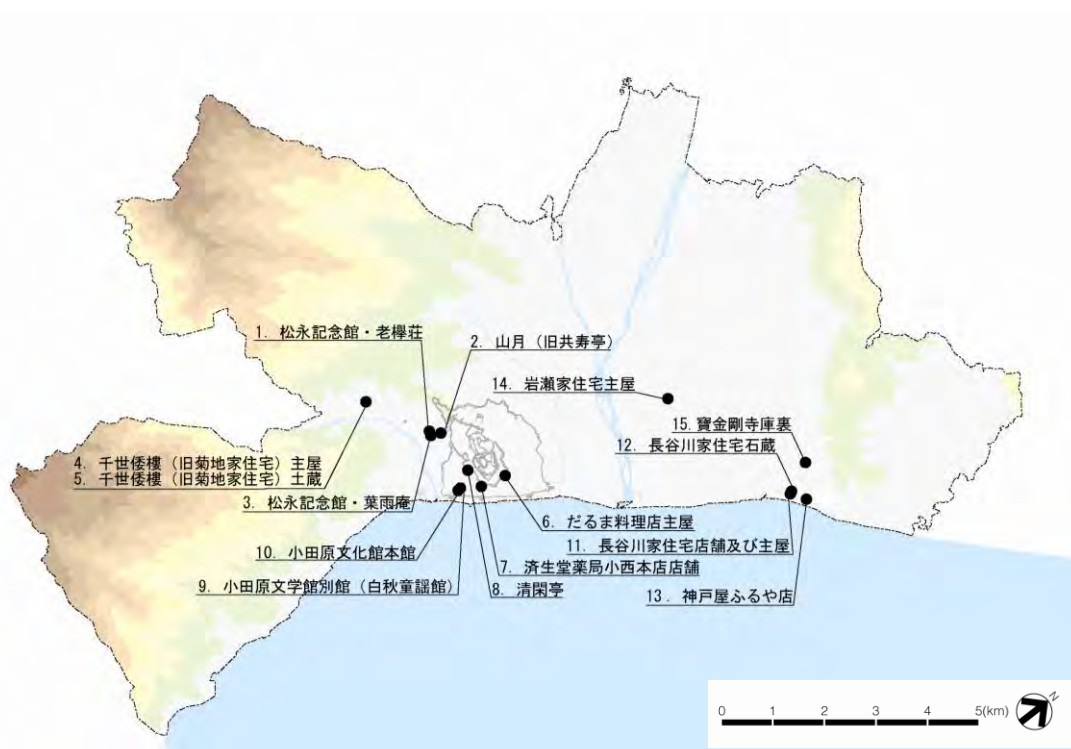 1. 松永記念館・老欅荘
2. 山月（旧共寿亭）
14. 岩瀬家住宅主屋
15. 寶金剛寺庫裏
12. 長谷川家住宅石蔵
4. 千世倭樓（旧菊地家住宅）主屋
5. 千世倭樓（旧菊地家住宅）土蔵
3. 松永記念館・葉雨庵
6. だるま料理店主屋
10. 小田原文化館本館
11. 長谷川家住宅店舗及び主屋
7. 済生堂薬局小西本店店舗
9. 小田原文学館別館（白秋童謡館）
8. 清閑亭
13. 神戸屋ふるや店
0 1 2 3 4 5(km)
N